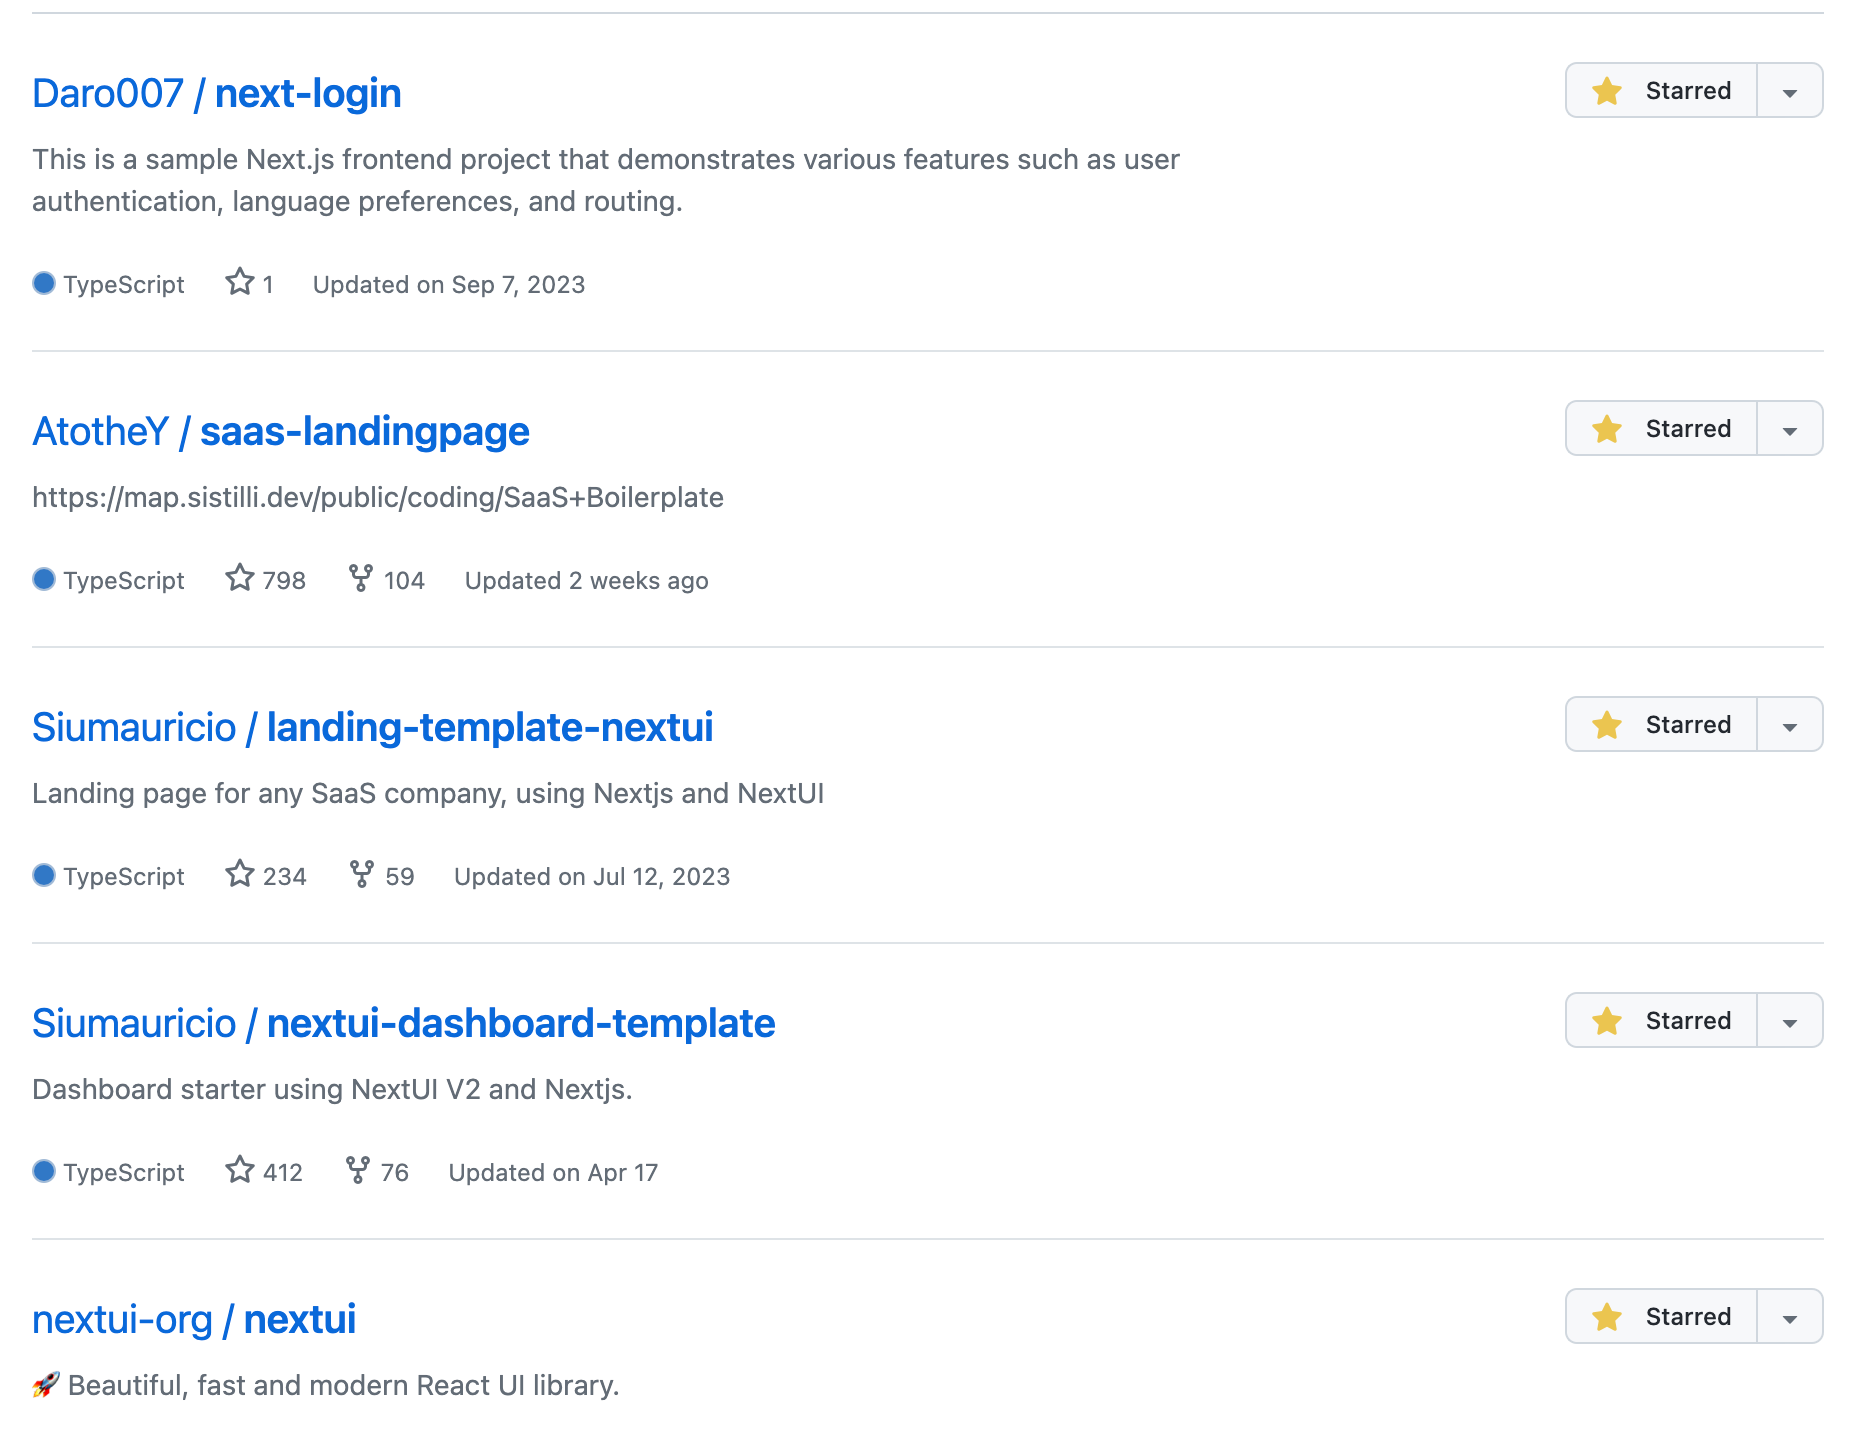 Daro007 / next-login
Starred
This is a sample Next.js frontend project that demonstrates various features such as user
authentication, language preferences, and routing.
TypeScript 1 Updated on Sep 7, 2023
AtotheY / saas-landingpage
Starred
https://map.sistilli.dev/public/coding/SaaS+Boilerplate
TypeScript 798 104 Updated 2 weeks ago
Siumauricio / landing-template-nextui
Starred
Landing page for any SaaS company, using Nextjs and NextUI
TypeScript 234 59 Updated on Jul 12, 2023
Siumauricio / nextui-dashboard-template
Starred
Dashboard starter using NextUI V2 and Nextjs.
TypeScript 412 76 Updated on Apr 17
nextui-org / nextui
Starred
🚀 Beautiful, fast and modern React UI library.